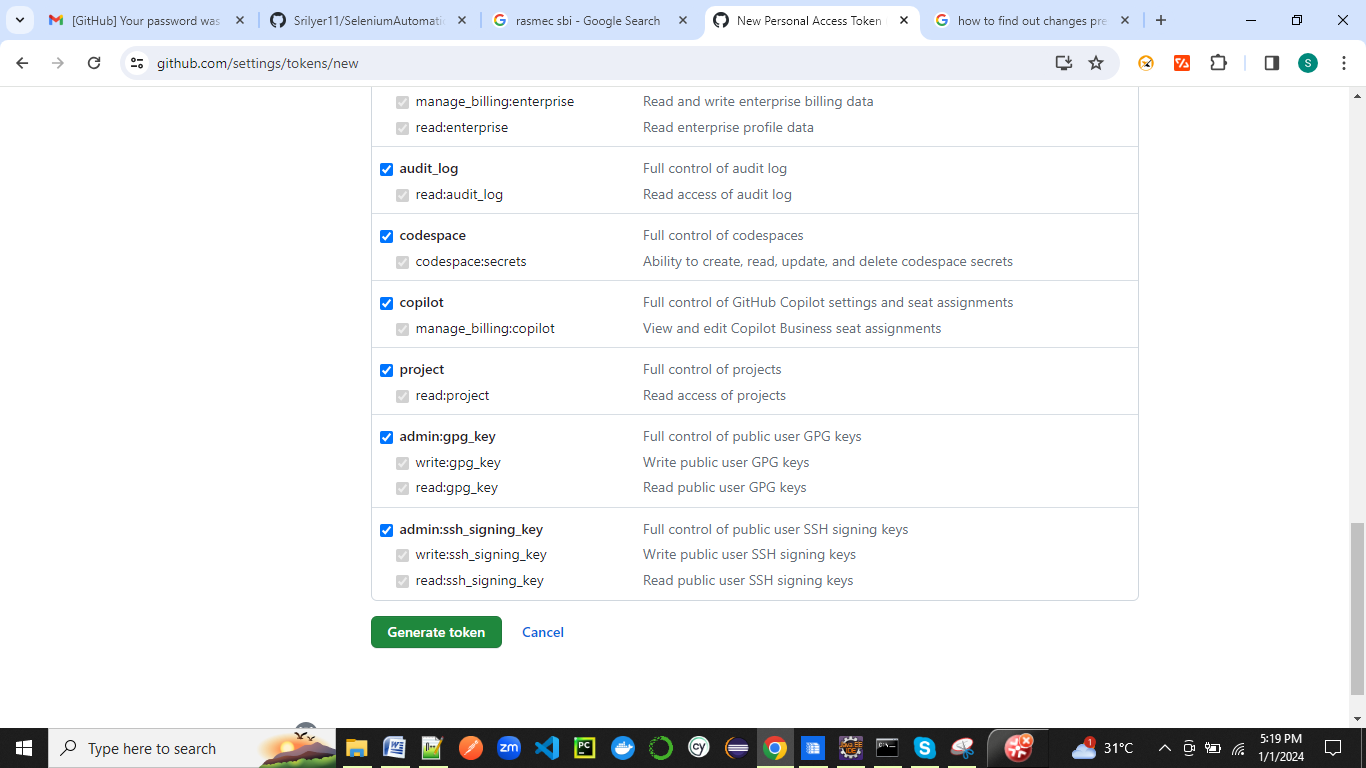 [GitHub] Your password was
Srilyer11/SeleniumAutomatic
rasmec sbi - Google Search
New Personal Access Token
how to find out changes pre
github.com/settings/tokens/new
S
manage_billing:enterprise Read and write enterprise billing data
read:enterprise Read enterprise profile data
audit_log Full control of audit log
read:audit_log Read access of audit log
codespace Full control of codespaces
codespace:secrets Ability to create, read, update, and delete codespace secrets
copilot Full control of GitHub Copilot settings and seat assignments
manage_billing:copilot View and edit Copilot Business seat assignments
project Full control of projects
read:project Read access of projects
admin:gpg_key Full control of public user GPG keys
write:gpg_key Write public user GPG keys
read:gpg_key Read public user GPG keys
admin:ssh_signing_key Full control of public user SSH signing keys
write:ssh_signing_key Write public user SSH signing keys
read:ssh_signing_key Read public user SSH signing keys
Generate token Cancel
Type here to search
zm
PC
cy
31°C
5:19 PM
1/1/2024